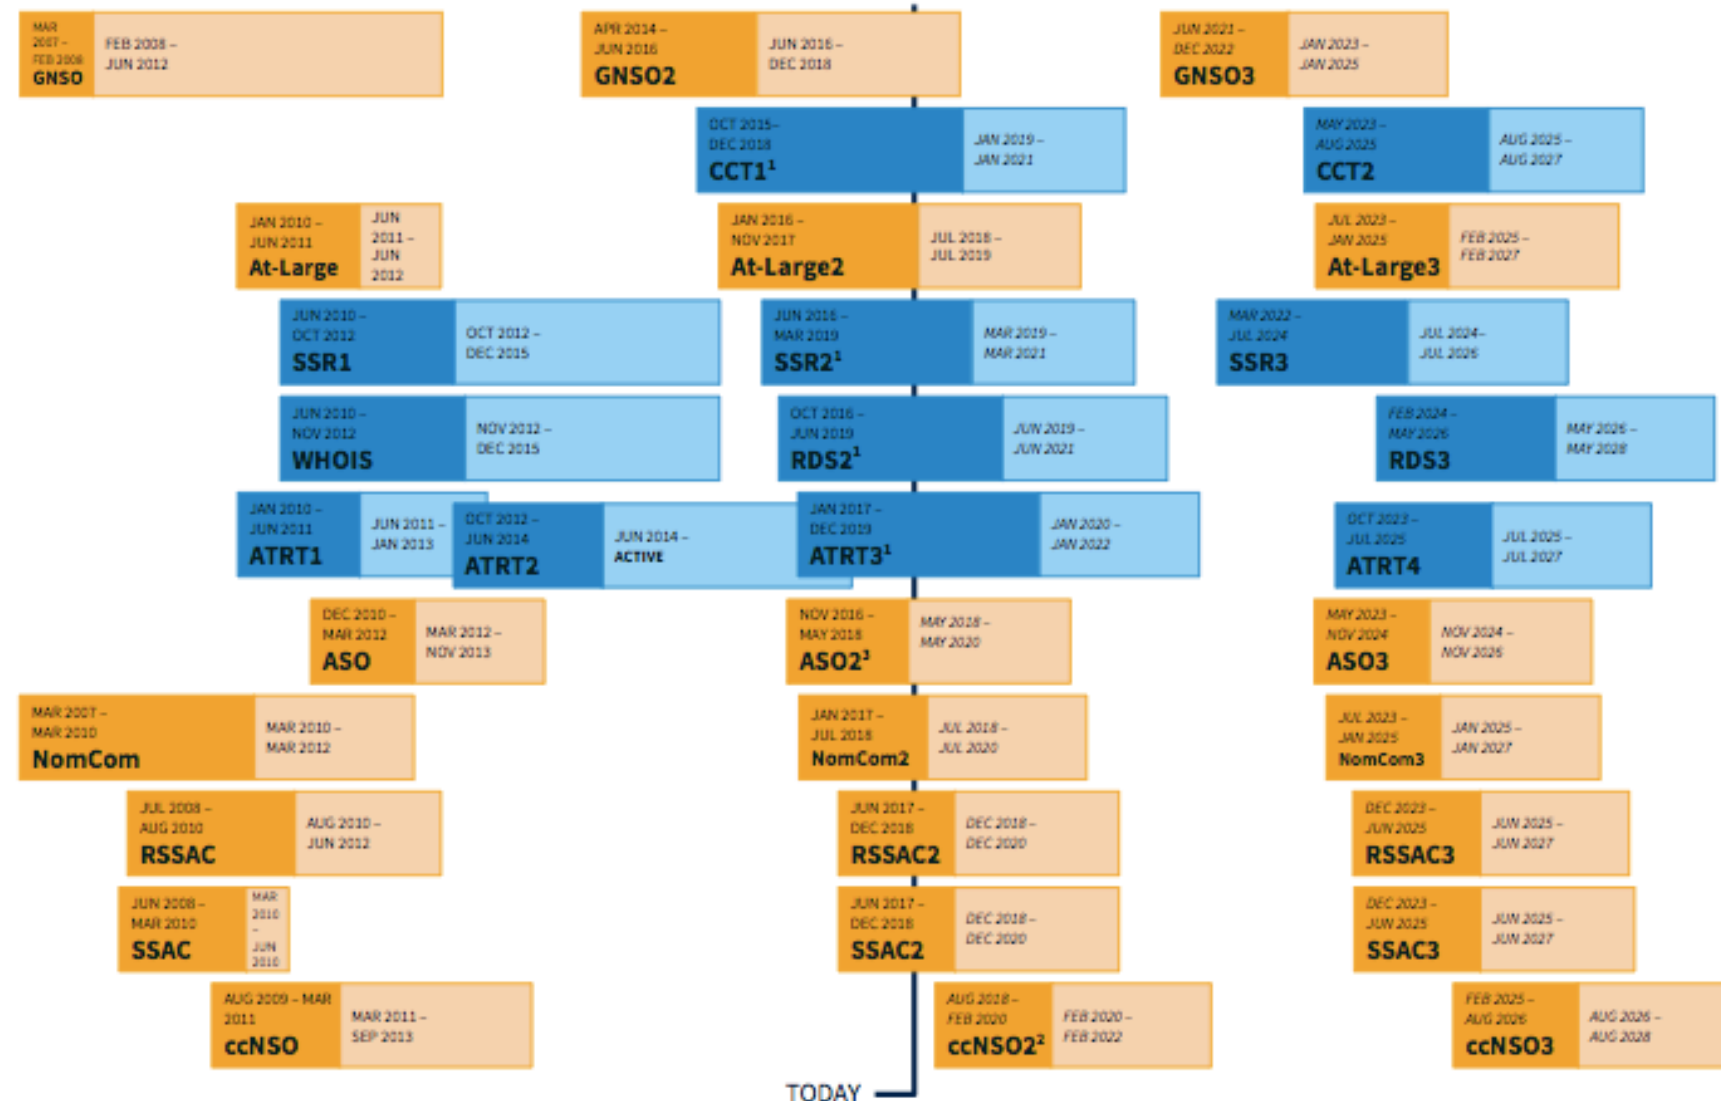 MAR
2007 –
FEB 2008
GNSO
FEB 2008 –
JUN 2012
APR 2014 –
JUN 2016
GNSO2
JUN 2016 –
DEC 2018
JUN 2021 –
DEC 2022
GNSO3
JAN 2023 –
JAN 2025
OCT 2015–
DEC 2018
CCT1¹
JAN 2019 –
JAN 2021
MAY 2023 –
AUG 2025
CCT2
AUG 2025 –
AUG 2027
JAN 2010 –
JUN 2011
At-Large
JUN
2011 –
JUN
2012
JAN 2016 –
NOV 2017
At-Large2
JUL 2018 –
JUL 2019
JUL 2023 –
JAN 2025
At-Large3
FEB 2025 –
FEB 2027
JUN 2010 –
OCT 2012
SSR1
OCT 2012 –
DEC 2015
JUN 2016 –
MAR 2019
SSR2¹
MAR 2019 –
MAR 2021
MAR 2022 –
JUL 2024
SSR3
JUL 2024–
JUL 2026
JUN 2010 –
NOV 2012
WHOIS
NOV 2012 –
DEC 2015
OCT 2016 –
JUN 2019
RDS2¹
JUN 2019 –
JUN 2021
FEB 2024 –
MAY 2026
RDS3
MAY 2026 –
MAY 2028
JAN 2010 –
JUN 2011
ATRT1
JUN 2011 –
JAN 2013
OCT 2012 –
JUN 2014
ATRT2
JUN 2014 –
ACTIVE
JAN 2017 –
DEC 2019
ATRT3¹
JAN 2020 –
JAN 2022
OCT 2023 –
JUL 2025
ATRT4
JUL 2025 –
JUL 2027
DEC 2010 –
MAR 2012
ASO
MAR 2012 –
NOV 2013
NOV 2016 –
MAY 2018
ASO2³
MAY 2018 –
MAY 2020
MAY 2023 –
NOV 2024
ASO3
NOV 2024 –
NOV 2026
MAR 2007 –
MAR 2010
NomCom
MAR 2010 –
MAR 2012
JAN 2017 –
JUL 2018
NomCom2
JUL 2018 –
JUL 2020
JUL 2023 –
JAN 2025
NomCom3
JAN 2025 –
JAN 2027
JUL 2008 –
AUG 2010
RSSAC
AUG 2010 –
JUN 2012
JUN 2017 –
DEC 2018
RSSAC2
DEC 2018 –
DEC 2020
DEC 2023 –
JUN 2025
RSSAC3
JUN 2025 –
JUN 2027
JUN 2008 –
MAR 2010
SSAC
MAR
2010
–
JUN
2010
JUN 2017 –
DEC 2018
SSAC2
DEC 2018 –
DEC 2020
DEC 2023 –
JUN 2025
SSAC3
JUN 2025 –
JUN 2027
AUG 2009 – MAR
2011
ccNSO
MAR 2011 –
SEP 2013
AUG 2018 –
FEB 2020
ccNSO2²
FEB 2020 –
FEB 2022
FEB 2025 –
AUG 2026
ccNSO3
AUG 2026 –
AUG 2028
TODAY